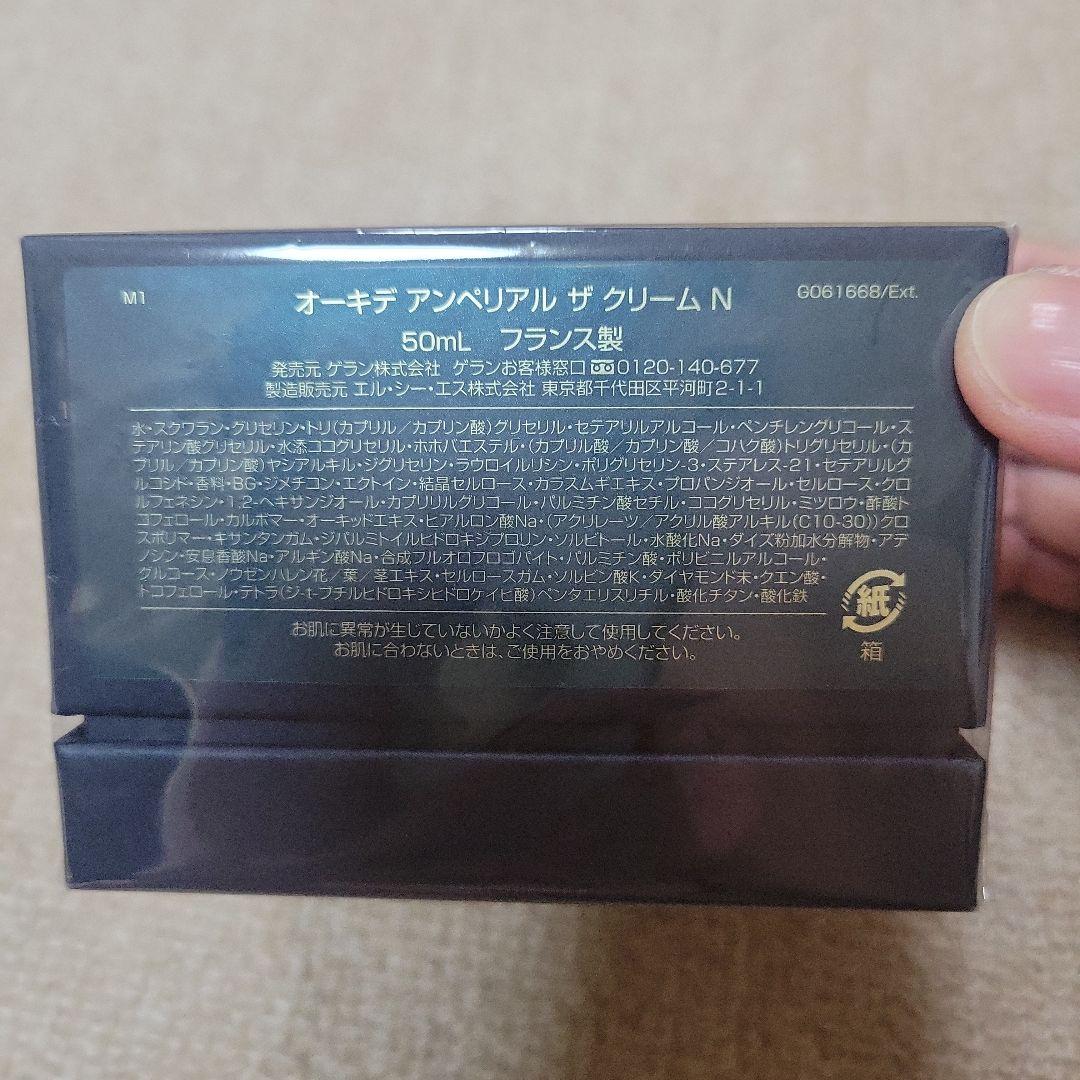 M1
オーキデ アンペリアル ザ クリーム N
G061668/Ext.
50mL フランス製
発売元 ゲラン株式会社 ゲランお客様窓口 0120-140-677
製造販売元 エル・シー・エス株式会社 東京都千代田区平河町2-1-1
水・スクワラン・グリセリン・トリ(カプリル/カプリン酸)グリセリル・セテアリルアルコール・ペンチレングリコール・ス
テアリン酸グリセリル・水添ココグリセリル・ホホバエステル・(カプリル酸/カプリン酸/コハク酸)トリグリセリル・(カ
プリル/カプリン酸)ヤシアルキル・ジグリセリン・ラウロイルリシン・ポリグリセリン-3・ステアレス-21・セテアリルグ
ルコシド・香料・BG・ジメチコン・エクトイン・結晶セルロース・カラスムギエキス・プロパンジオール・セルロース・クロ
ルフェネシン・1,2-ヘキサンジオール・カプリリルグリコール・パルミチン酸セチル・ココグリセリル・ミツロウ・酢酸ト
コフェロール・カルボマー・オーキッドエキス・ヒアルロン酸Na・(アクリレーツ/アクリル酸アルキル(C10-30))クロ
スポリマー・キサンタンガム・ジパルミトイルヒドロキシプロリン・ソルビトール・水酸化Na・ダイズ粉加水分解物・アデ
ノシン・安息香酸Na・アルギン酸Na・合成フルオロフロゴパイト・パルミチン酸・ポリビニルアルコール・
グルコース・ノウゼンハレン花/葉/茎エキス・セルロースガム・ソルビン酸K・ダイヤモンド末・クエン酸・
トコフェロール・テトラ(ジ-t-ブチルヒドロキシヒドロケイヒ酸)ペンタエリスリチル・酸化チタン・酸化鉄
紙
箱
お肌に異常が生じていないかよく注意して使用してください。
お肌に合わないときは、ご使用をおやめください。